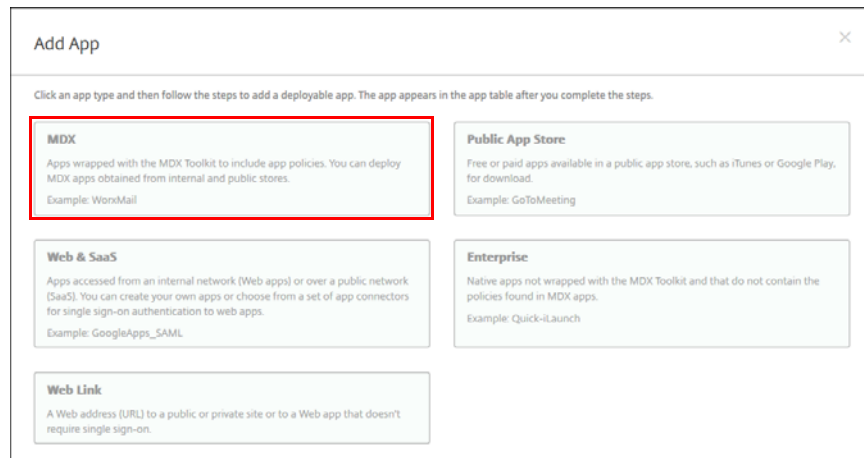 Add App
Click an app type and then follow the steps to add a deployable app. The app appears in the app table after you complete the steps.
MDX
Apps wrapped with the MDX Toolkit to include app policies. You can deploy
MDX apps obtained from internal and public stores.
Example: WorxMail
Public App Store
Free or paid apps available in a public app store, such as iTunes or Google Play,
for download.
Example: GoToMeeting
Web & SaaS
Apps accessed from an internal network (Web apps) or over a public network
(SaaS). You can create your own apps or choose from a set of app connectors
for single sign-on authentication to web apps.
Example: GoogleApps_SAML
Enterprise
Native apps not wrapped with the MDX Toolkit and that do not contain the
policies found in MDX apps.
Example: Quick-iLaunch
Web Link
A Web address (URL) to a public or private site or to a Web app that doesn't
require single sign-on.